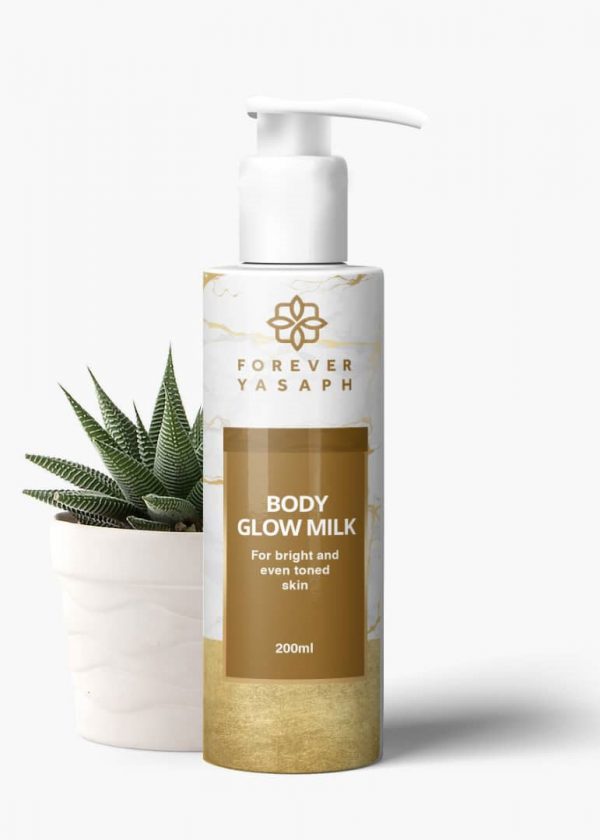 FOREVER
YASAPH
BODY
GLOW MILK
For bright and
even toned
skin
200ml